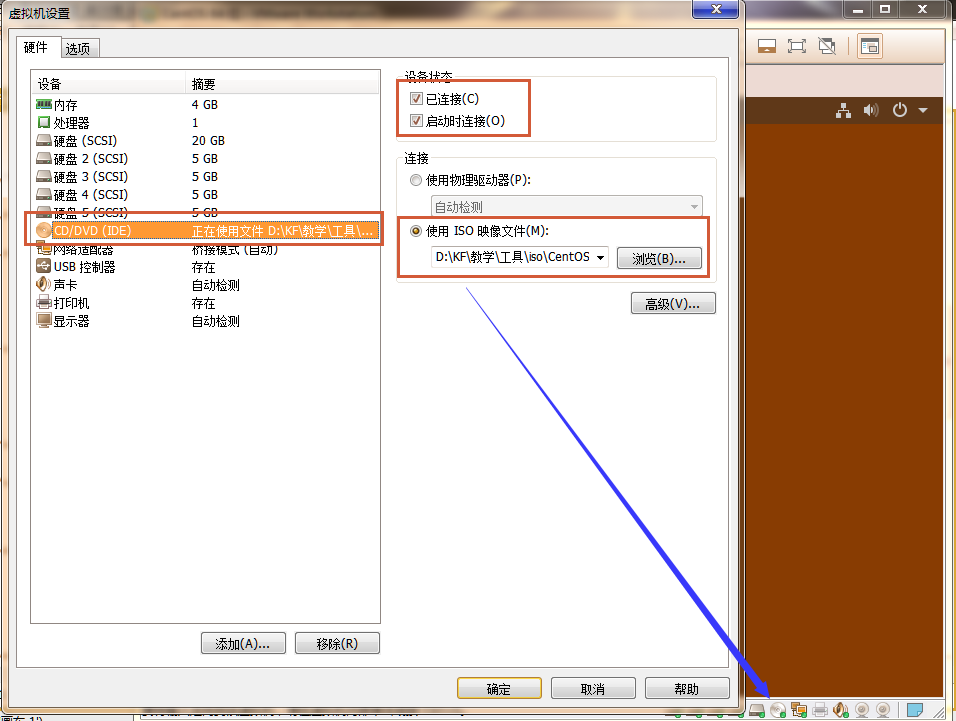 虚拟机设置
硬件 选项
设备 摘要
内存 4 GB
处理器 1
硬盘 (SCSI) 20 GB
硬盘 2 (SCSI) 5 GB
硬盘 3 (SCSI) 5 GB
硬盘 4 (SCSI) 5 GB
硬盘 5 (SCSI) 5 GB
CD/DVD (IDE) 正在使用文件 D:\KF\教学\工具\...
网络适配器 桥接模式 (自动)
USB 控制器 存在
声卡 自动检测
打印机 存在
显示器 自动检测
添加(A)... 移除(R)
设备状态
已连接(C)
启动时连接(O)
连接
使用物理驱动器(P):
自动检测
使用 ISO 映像文件(M):
D:\KF\教学\工具\iso\CentOS
浏览(B)...
高级(V)...
确定 取消 帮助